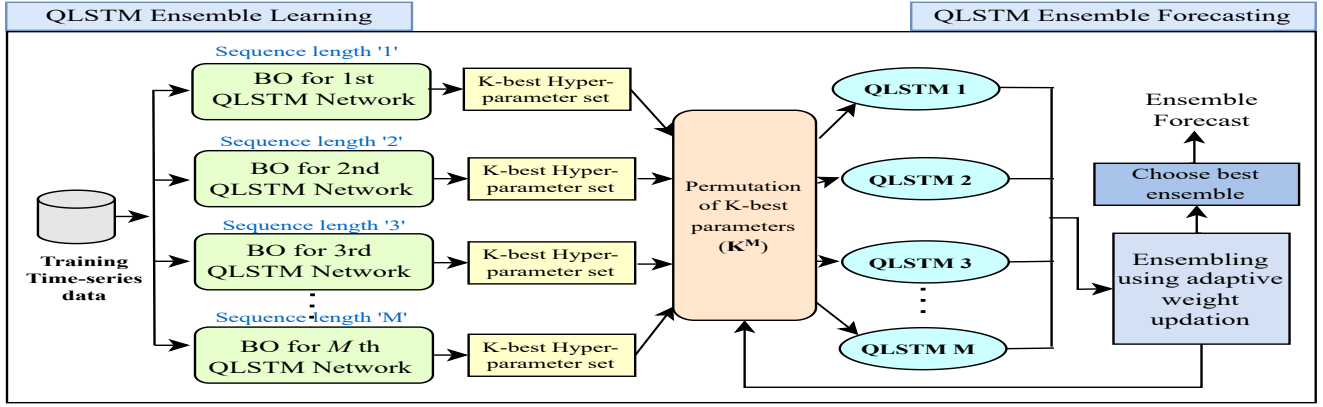 QLSTM Ensemble Learning
QLSTM Ensemble Forecasting
Sequence length '1'
BO for 1st
QLSTM Network
K-best Hyper-
parameter set
Sequence length '2'
BO for 2nd
QLSTM Network
K-best Hyper-
parameter set
Sequence length '3'
BO for 3rd
QLSTM Network
K-best Hyper-
parameter set
Sequence length 'M'
BO for M th
QLSTM Network
K-best Hyper-
parameter set
Training
Time-series
data
Permutation
of K-best
parameters
(K^M)
QLSTM 1
QLSTM 2
QLSTM 3
QLSTM M
Ensemble
Forecast
Choose best
ensemble
Ensembling
using adaptive
weight
updation